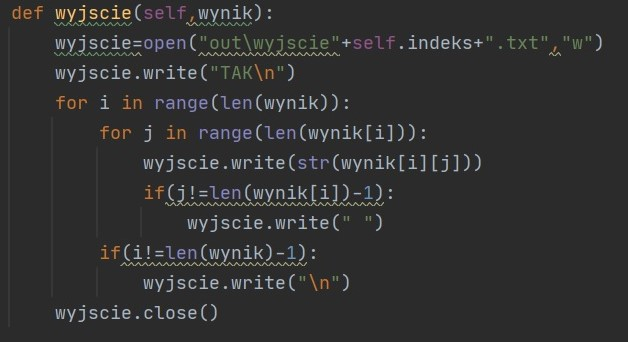 def wyjscie(self,wynik):
    wyjscie=open("out\wyjscie"+self.indeks+".txt","w")
    wyjscie.write("TAK\n")
    for i in range(len(wynik)):
        for j in range(len(wynik[i])):
            wyjscie.write(str(wynik[i][j]))
            if(j!=len(wynik[i])-1):
                wyjscie.write(" ")
        if(i!=len(wynik)-1):
            wyjscie.write("\n")
    wyjscie.close()